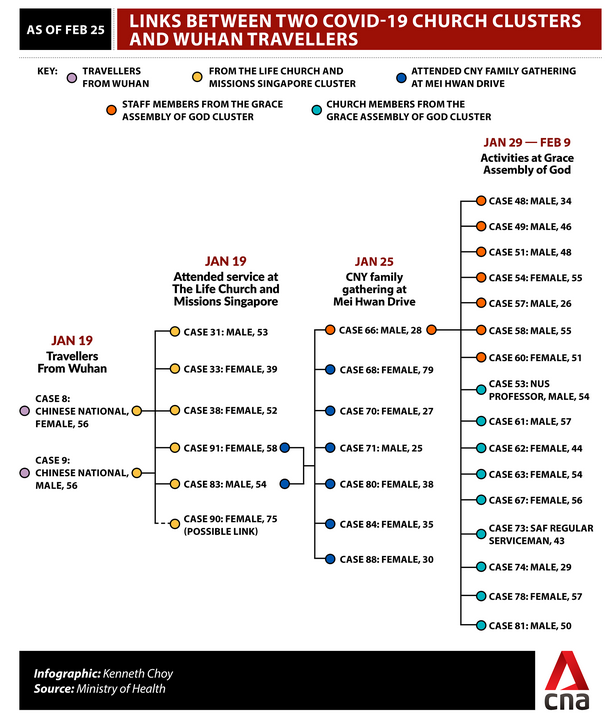 AS OF FEB 25
LINKS BETWEEN TWO COVID-19 CHURCH CLUSTERS
AND WUHAN TRAVELLERS
KEY:
TRAVELLERS
FROM WUHAN
FROM THE LIFE CHURCH AND
MISSIONS SINGAPORE CLUSTER
ATTENDED CNY FAMILY GATHERING
AT MEI HWAN DRIVE
STAFF MEMBERS FROM THE GRACE
ASSEMBLY OF GOD CLUSTER
CHURCH MEMBERS FROM THE
GRACE ASSEMBLY OF GOD CLUSTER
JAN 19
Travellers
From Wuhan
CASE 8:
CHINESE NATIONAL,
FEMALE, 56
CASE 9:
CHINESE NATIONAL,
MALE, 56
JAN 19
Attended service at
The Life Church and
Missions Singapore
CASE 31: MALE, 53
CASE 33: FEMALE, 39
CASE 38: FEMALE, 52
CASE 91: FEMALE, 58
CASE 83: MALE, 54
CASE 90: FEMALE, 75
(POSSIBLE LINK)
JAN 25
CNY family
gathering at
Mei Hwan Drive
CASE 66: MALE, 28
CASE 68: FEMALE, 79
CASE 70: FEMALE, 27
CASE 71: MALE, 25
CASE 80: FEMALE, 38
CASE 84: FEMALE, 35
CASE 88: FEMALE, 30
JAN 29 — FEB 9
Activities at Grace
Assembly of God
CASE 48: MALE, 34
CASE 49: MALE, 46
CASE 51: MALE, 48
CASE 54: FEMALE, 55
CASE 57: MALE, 26
CASE 58: MALE, 55
CASE 60: FEMALE, 51
CASE 53: NUS
PROFESSOR, MALE, 54
CASE 61: MALE, 57
CASE 62: FEMALE, 44
CASE 63: FEMALE, 54
CASE 67: FEMALE, 56
CASE 73: SAF REGULAR
SERVICEMAN, 43
CASE 74: MALE, 29
CASE 78: FEMALE, 57
CASE 81: MALE, 50
Infographic: Kenneth Choy
Source: Ministry of Health
cna